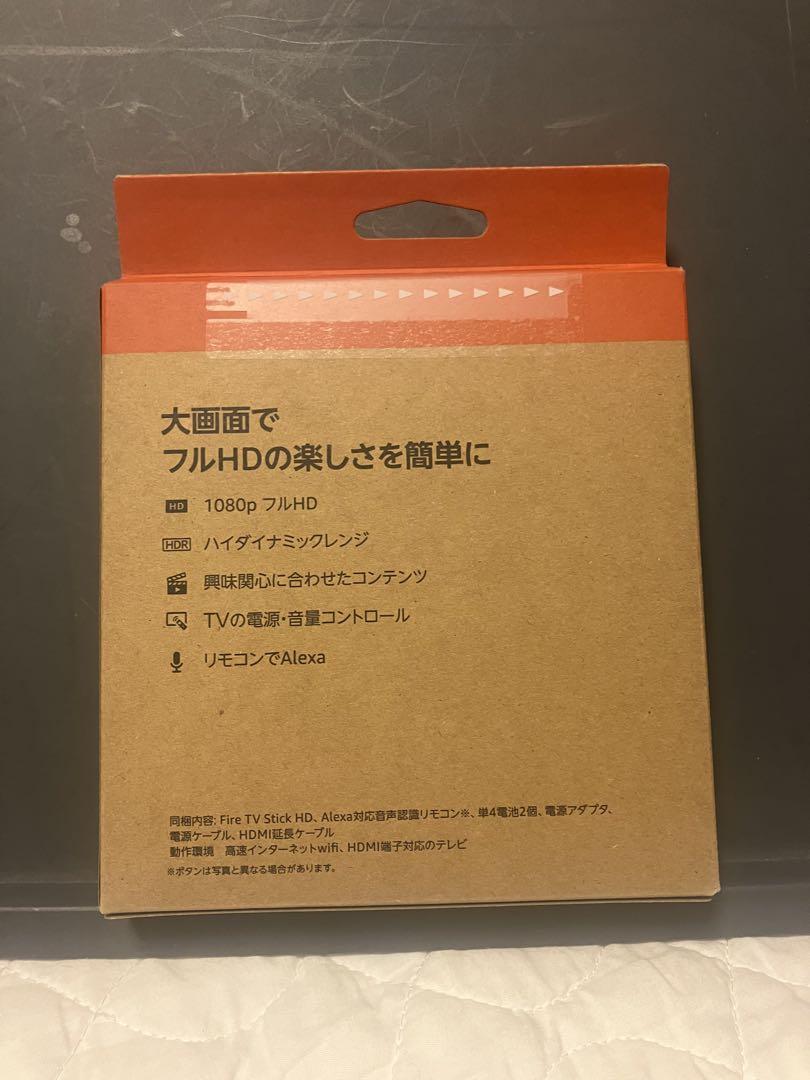 大画面で
フルHDの楽しさを簡単に
HD 1080p フルHD
HDR ハイダイナミックレンジ
興味関心に合わせたコンテンツ
TVの電源・音量コントロール
リモコンでAlexa
同梱内容: Fire TV Stick HD、Alexa対応音声認識リモコン※、単4電池2個、電源アダプタ、
電源ケーブル、HDMI延長ケーブル
動作環境 高速インターネットwifi、HDMI端子対応のテレビ
※ボタンは写真と異なる場合があります。